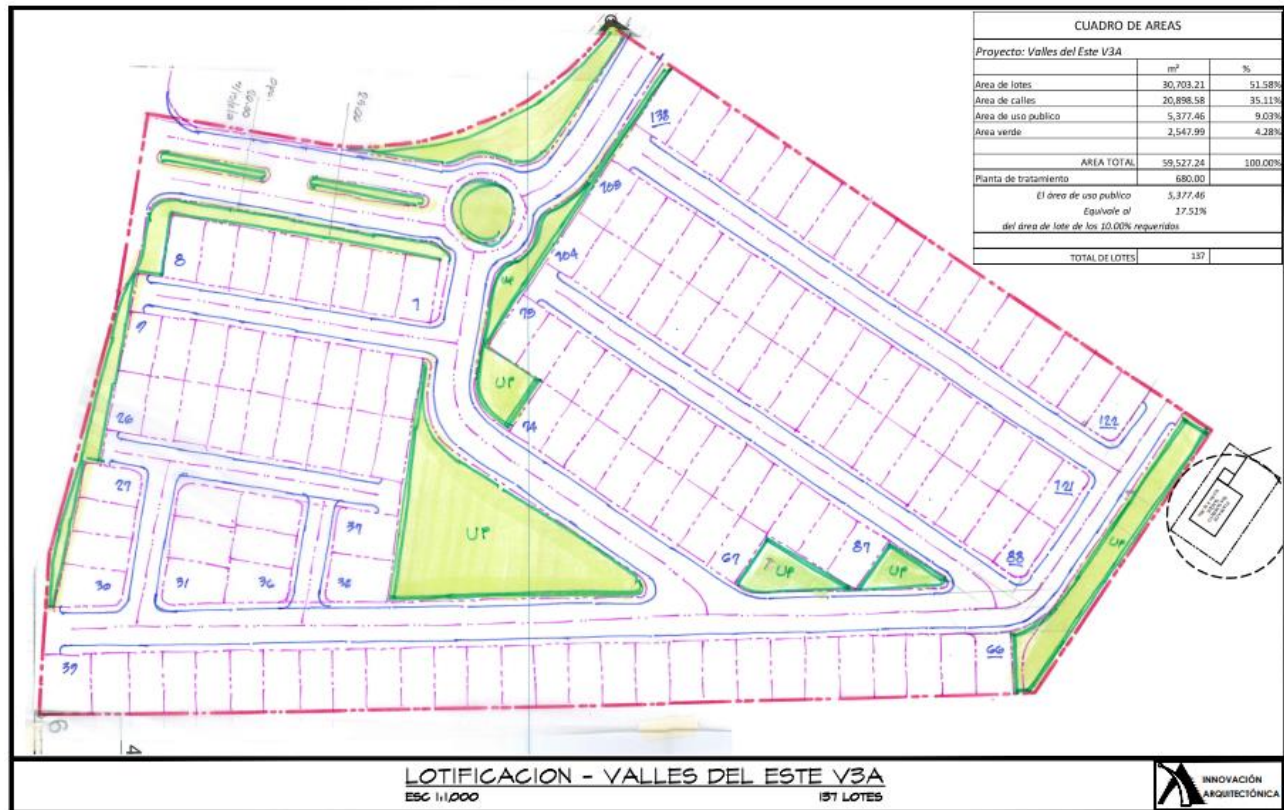 CUADRO DE AREAS
Proyecto: Valles del Este V3A
m² %
Area de lotes 30,703.21 51.58%
Area de calles 20,898.58 35.11%
Area de uso publico 5,377.46 9.03%
Area verde 2,547.99 4.28%
AREA TOTAL 59,527.24 100.00%
Planta de tratamiento 680.00
El área de uso publico 5,377.46
Equivale al 17.51%
del área de lote de los 10.00% requeridos
TOTAL DE LOTES 137
138
105
104
8
1
73
UP
74
26
27
30
31
36
37
38
UP
67
UP
87
UP
88
121
122
UP
39
66
6
4
LOTIFICACION - VALLES DEL ESTE V3A
ESC 1:1,000
137 LOTES
INNOVACIÓN
ARQUITECTÓNICA